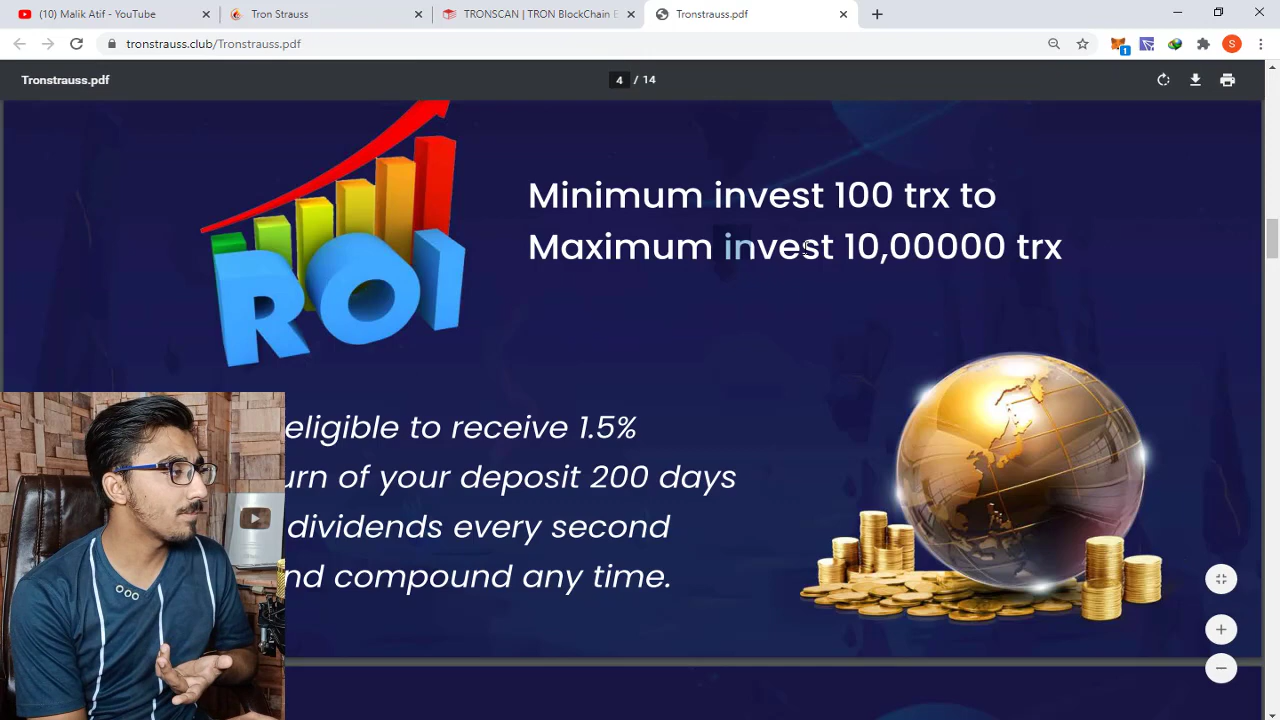 (10) Malik Atif - YouTube
Tron Strauss
TRONSCAN | TRON BlockChain E
Tronstrauss.pdf
tronstrauss.club/Tronstrauss.pdf
1
S
Tronstrauss.pdf
4 / 14
Minimum invest 100 trx to
Maximum invest 10,00000 trx
ROI
eligible to receive 1.5%
urn of your deposit 200 days
dividends every second
nd compound any time.